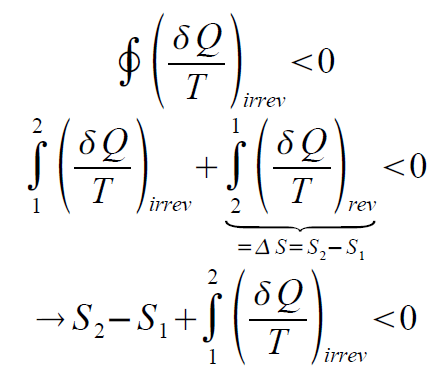 ∮ (δQ/T)_irrev <0
∫_1^2 (δQ/T)_irrev + ∫_2^1 (δQ/T)_rev <0
=ΔS=S_2−S_1
→ S_2−S_1+∫_1^2 (δQ/T)_irrev <0